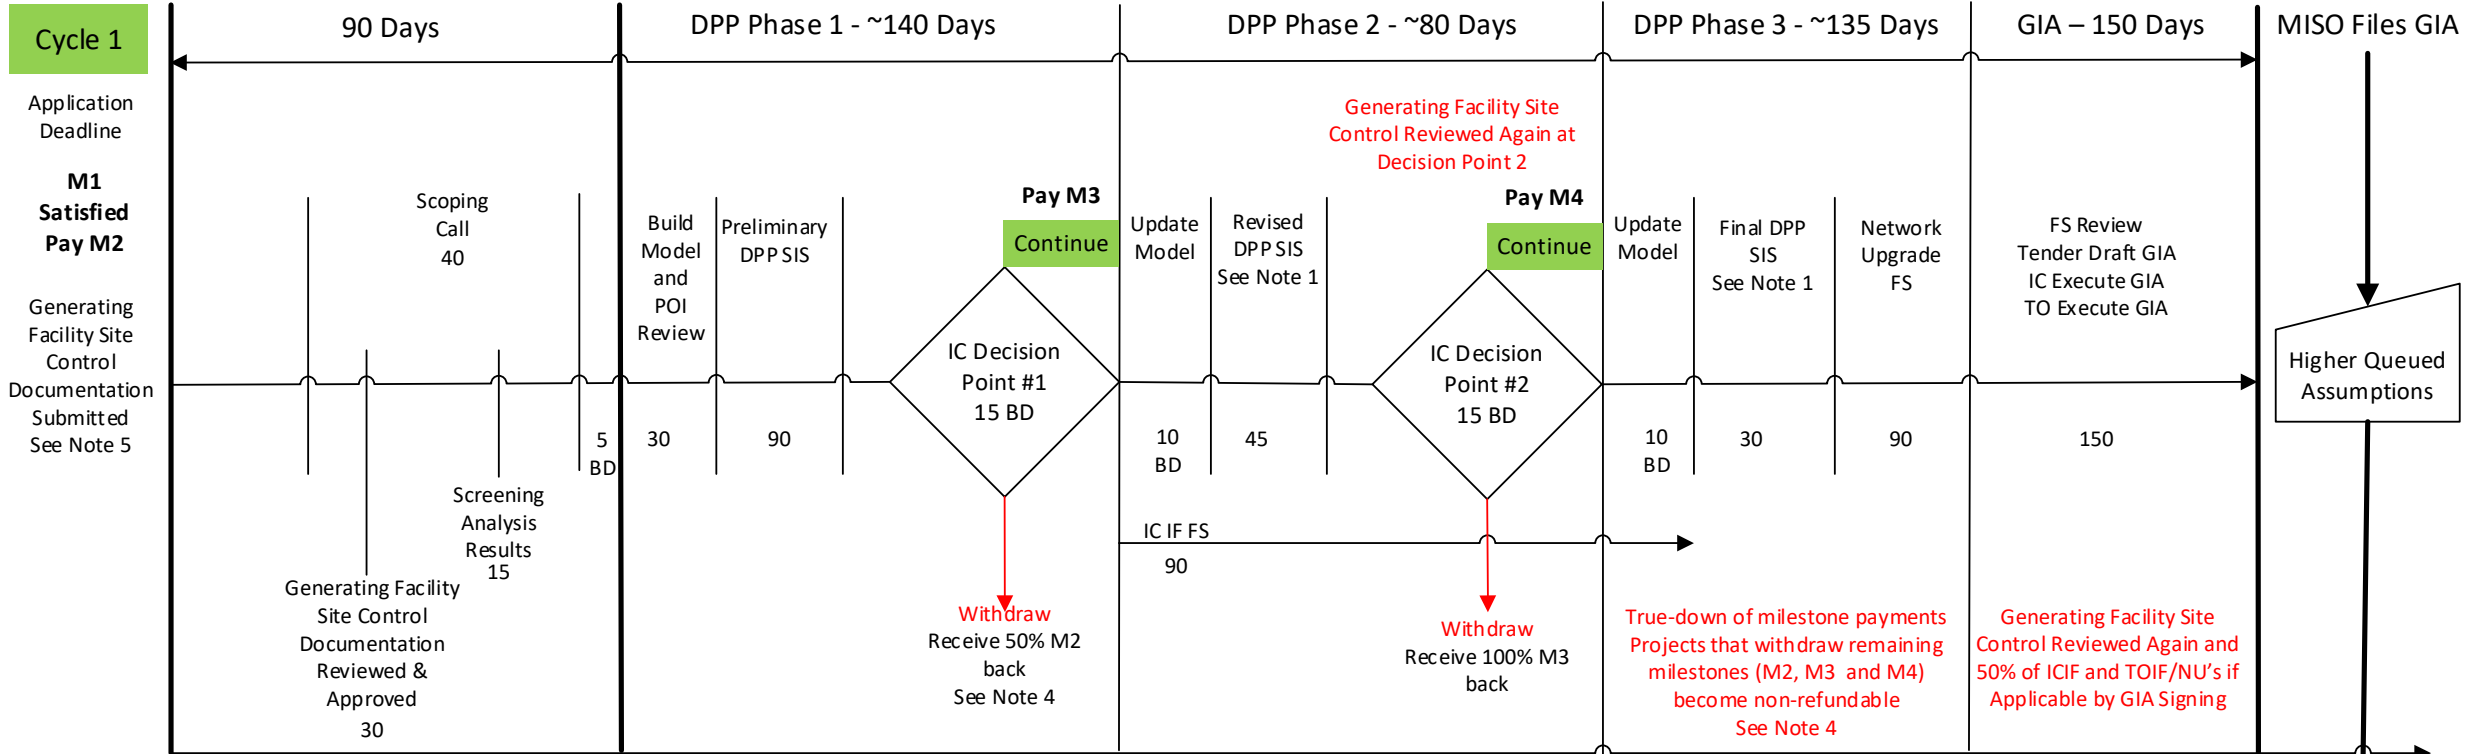 Cycle 1
90 Days
DPP Phase 1 - ~140 Days
DPP Phase 2 - ~80 Days
DPP Phase 3 - ~135 Days
GIA – 150 Days
MISO Files GIA
Application
Deadline
M1
Satisfied
Pay M2
Generating
Facility Site
Control
Documentation
Submitted
See Note 5
Scoping
Call
40
Generating Facility
Site Control
Documentation
Reviewed &
Approved
30
Screening
Analysis
Results
15
5
BD
Build
Model
and
POI
Review
30
Preliminary
DPP SIS
90
Pay M3
Continue
IC Decision
Point #1
15 BD
Withdraw
Receive 50% M2
back
See Note 4
Update
Model
10
BD
Revised
DPP SIS
See Note 1
45
IC IF FS
90
Generating Facility Site
Control Reviewed Again at
Decision Point 2
Pay M4
Continue
IC Decision
Point #2
15 BD
Withdraw
Receive 100% M3
back
Update
Model
10
BD
Final DPP
SIS
See Note 1
30
Network
Upgrade
FS
90
True-down of milestone payments
Projects that withdraw remaining
milestones (M2, M3 and M4)
become non-refundable
See Note 4
FS Review
Tender Draft GIA
IC Execute GIA
TO Execute GIA
150
Generating Facility Site
Control Reviewed Again and
50% of ICIF and TOIF/NU’s if
Applicable by GIA Signing
Higher Queued
Assumptions